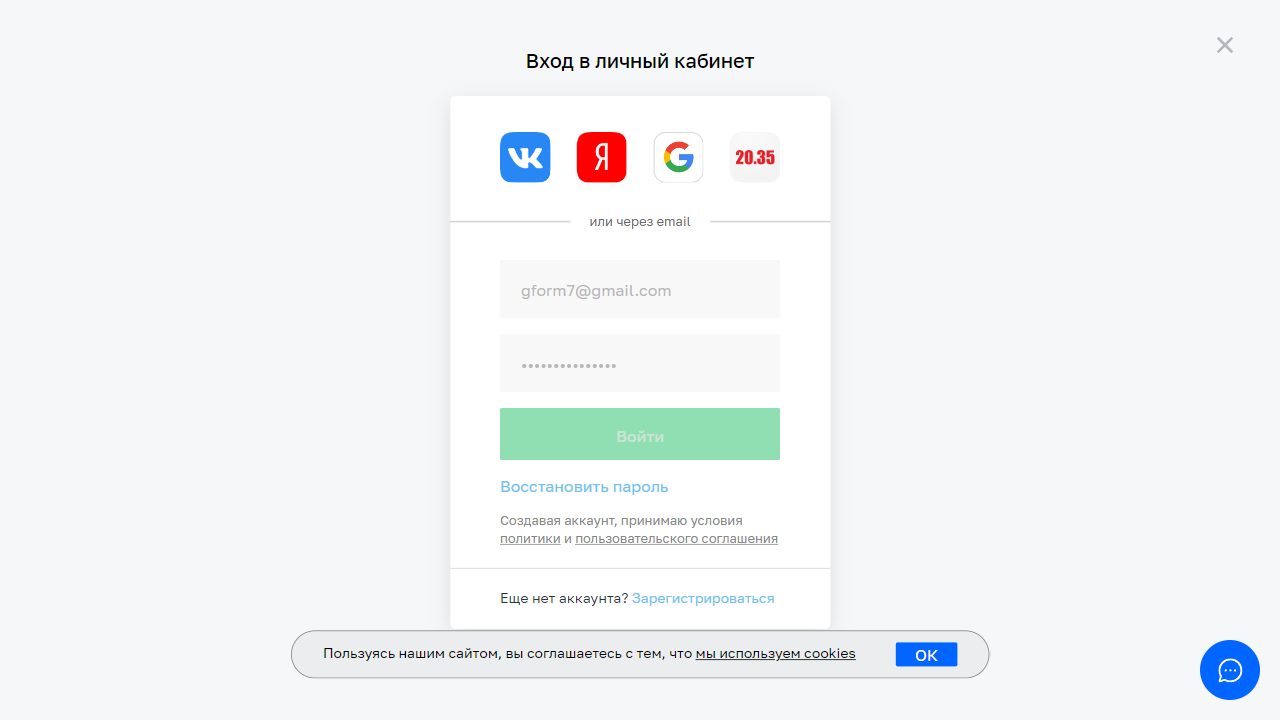 Вход в личный кабинет
Я
G
20.35
или через email
gform7@gmail.com
•••••••••••••••
Войти
Восстановить пароль
Создавая аккаунт, принимаю условия
политики и пользовательского соглашения
Еще нет аккаунта? Зарегистрироваться
Пользуясь нашим сайтом, вы соглашаетесь с тем, что мы используем cookies
OK